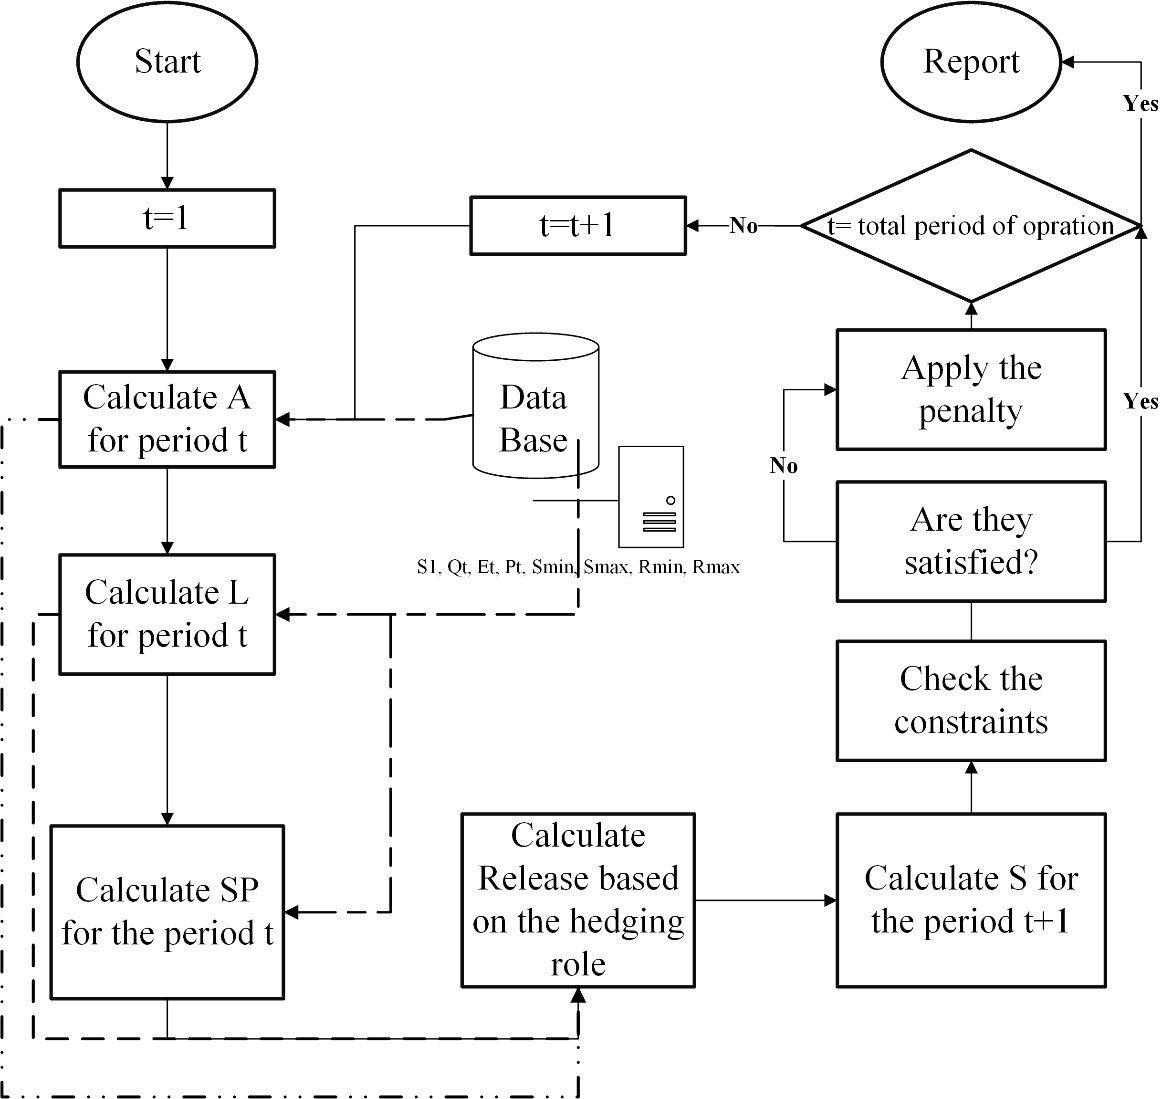 Start
t=1
Calculate A
for period t
Calculate L
for period t
Calculate SP
for the period t
Data
Base
S1, Qt, Et, Pt, Smin, Smax, Rmin, Rmax
Calculate
Release based
on the hedging
role
Calculate S for
the period t+1
Check the
constraints
Are they
satisfied?
No
Yes
Apply the
penalty
t= total period of opration
No
t=t+1
Yes
Report